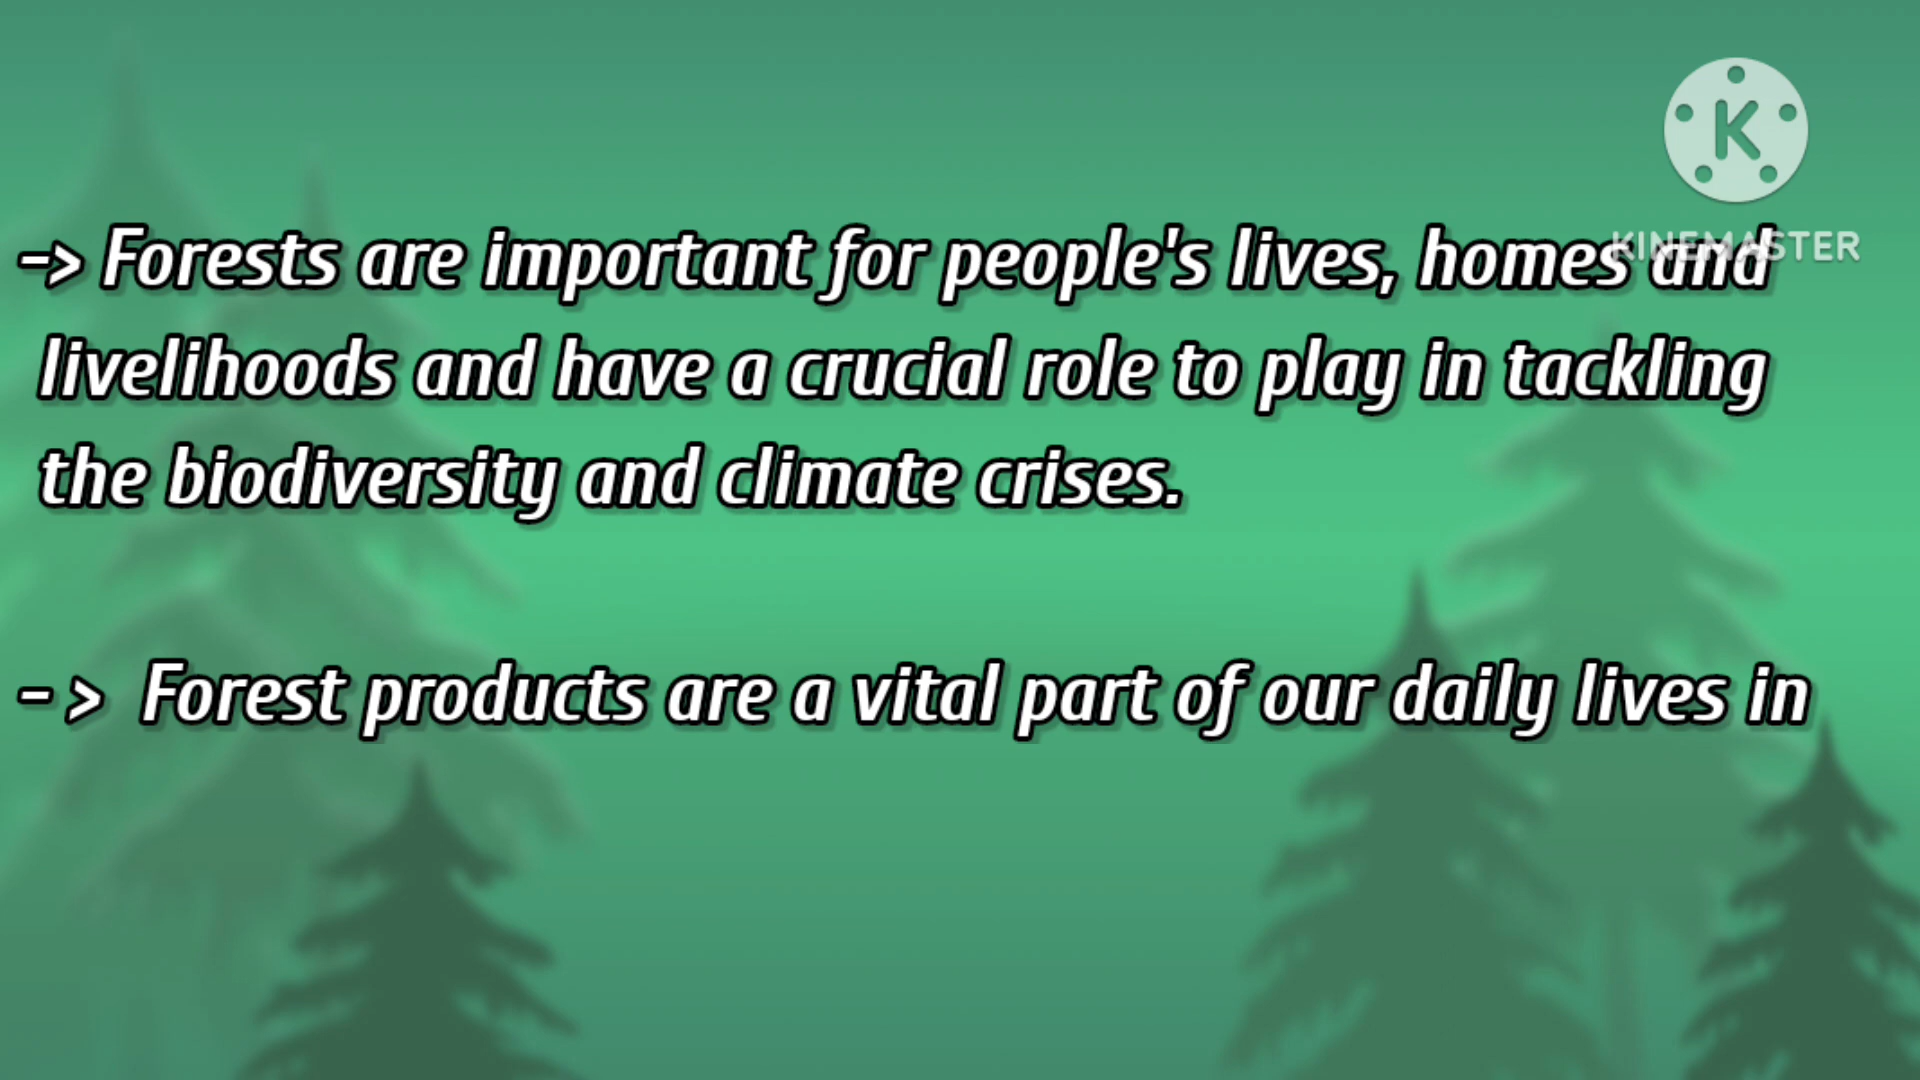 K
KINEMASTER
-> Forests are important for people's lives, homes and
livelihoods and have a crucial role to play in tackling
the biodiversity and climate crises.
- > Forest products are a vital part of our daily lives in